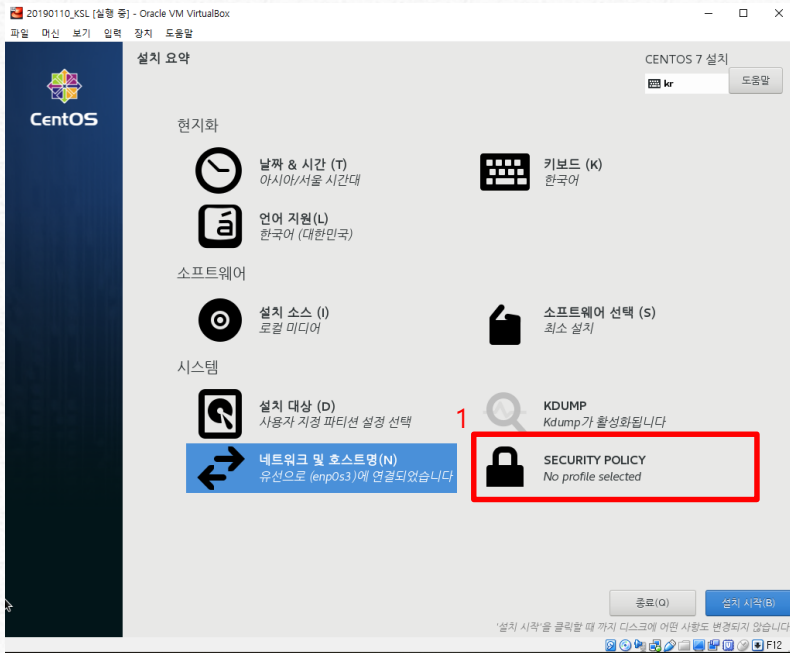 20190110_KSL [실행 중] - Oracle VM VirtualBox
파일 머신 보기 입력 장치 도움말
설치 요약
CENTOS 7 설치
kr
도움말
CentOS
현지화
날짜 & 시간 (T)
아시아/서울 시간대
키보드 (K)
한국어
언어 지원(L)
한국어 (대한민국)
소프트웨어
설치 소스 (I)
로컬 미디어
소프트웨어 선택 (S)
최소 설치
시스템
설치 대상 (D)
사용자 지정 파티션 설정 선택
1
KDUMP
Kdump가 활성화됩니다
네트워크 및 호스트명(N)
유선으로 (enp0s3)에 연결되었습니다
SECURITY POLICY
No profile selected
종료(Q)
설치 시작(B)
'설치 시작'을 클릭할 때 까지 디스크에 어떤 사항도 변경되지 않습니다
F12